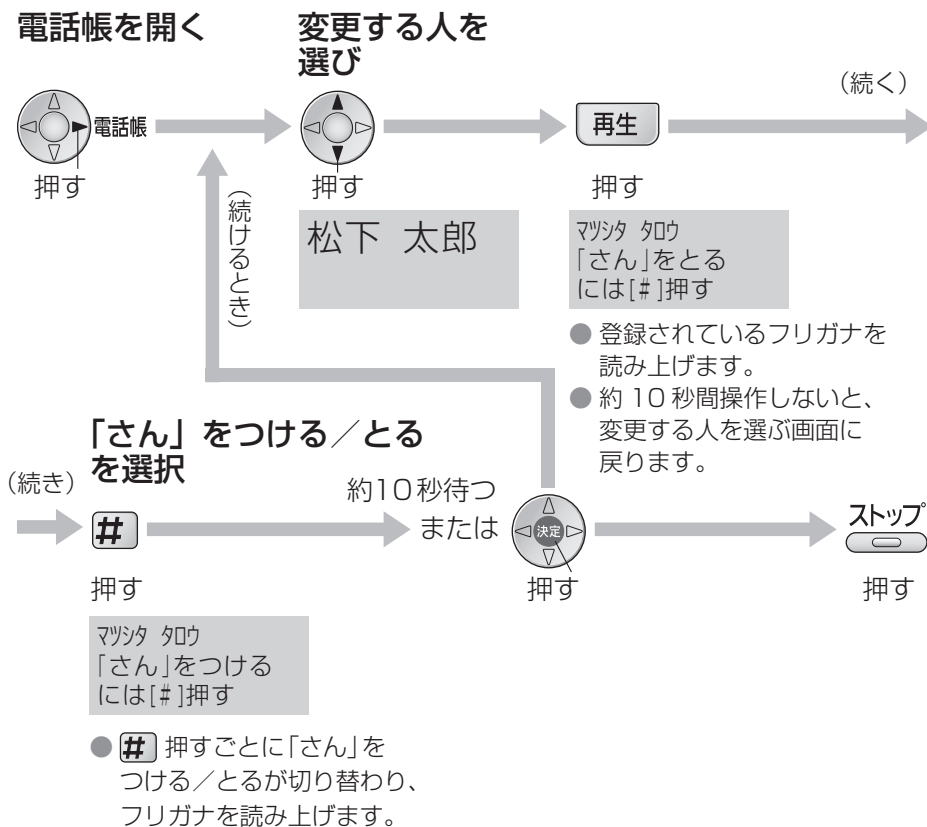 電話帳を開く
変更する人を
選び
(続く)
電話帳
再生
押す
押す
押す
(続けるとき)
松下 太郎
ﾏﾂｼﾀ ﾀﾛｳ
「さん」をとる
には[#]押す
● 登録されているフリガナを
読み上げます。
● 約 10 秒間操作しないと、
変更する人を選ぶ画面に
戻ります。
「さん」をつける／とる
を選択
(続き)
#
約10秒待つ
または
決定
ストップ
押す
押す
押す
ﾏﾂｼﾀ ﾀﾛｳ
「さん」をつける
には[#]押す
● # 押すごとに「さん」を
つける／とるが切り替わり、
フリガナを読み上げます。